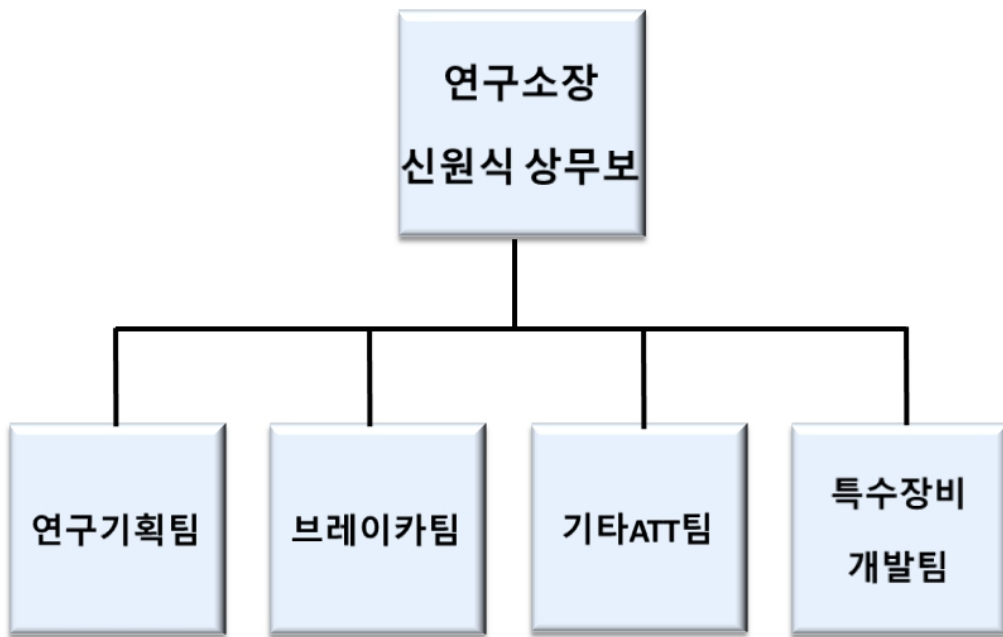 연구소장
신원식 상무보
연구기획팀
브레이카팀
기타ATT팀
특수장비
개발팀